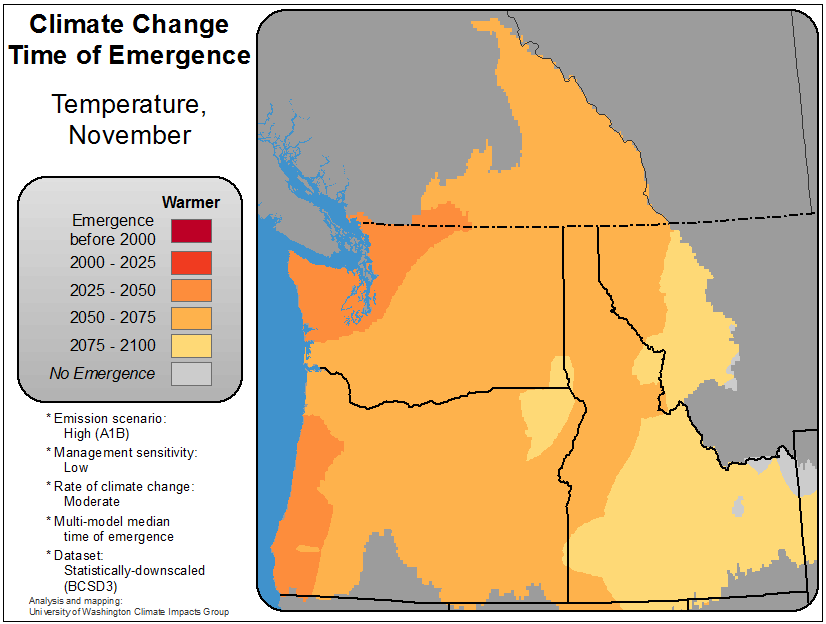 Climate Change
Time of Emergence
Temperature,
November
Warmer
Emergence
before 2000
2000 - 2025
2025 - 2050
2050 - 2075
2075 - 2100
No Emergence
* Emission scenario:
High (A1B)
* Management sensitivity:
Low
* Rate of climate change:
Moderate
* Multi-model median
time of emergence
* Dataset:
Statistically-downscaled
(BCSD3)
Analysis and mapping:
University of Washington Climate Impacts Group